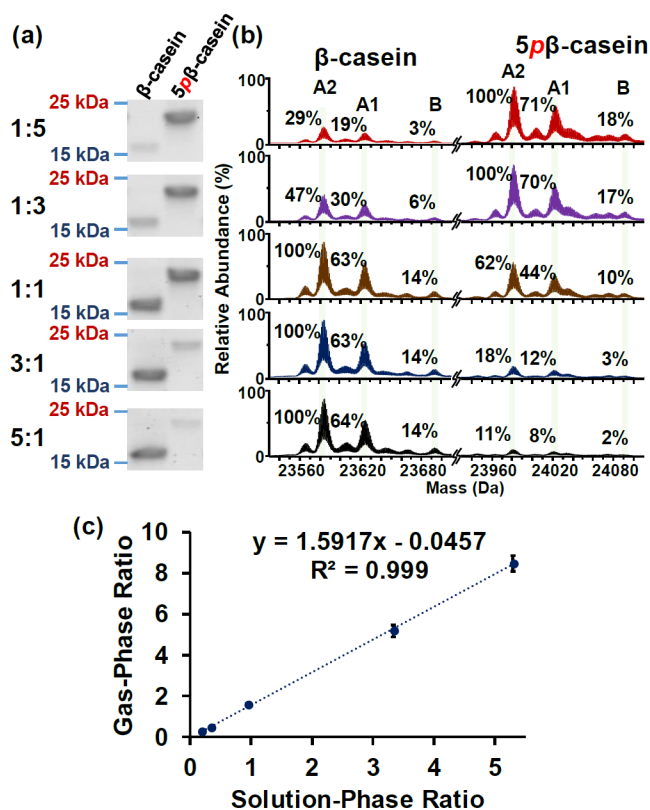 (a)
β-casein
5pβ-casein
1:5
25 kDa
15 kDa
1:3
25 kDa
15 kDa
1:1
25 kDa
15 kDa
3:1
25 kDa
15 kDa
5:1
25 kDa
15 kDa
(b)
β-casein
5pβ-casein
A2 A1 B A2 A1 B
Relative Abundance (%)
100
0
29% 19% 3% 100% 71% 18%
100
0
47% 30% 6% 100% 70% 17%
100
0
100% 63% 14% 62% 44% 10%
100
0
100% 63% 14% 18% 12% 3%
100
0
100% 64% 14% 11% 8% 2%
23560 23620 23680 23960 24020 24080
Mass (Da)
(c)
y = 1.5917x - 0.0457
R² = 0.999
Gas-Phase Ratio
10
8
6
4
2
0
0 1 2 3 4 5
Solution-Phase Ratio